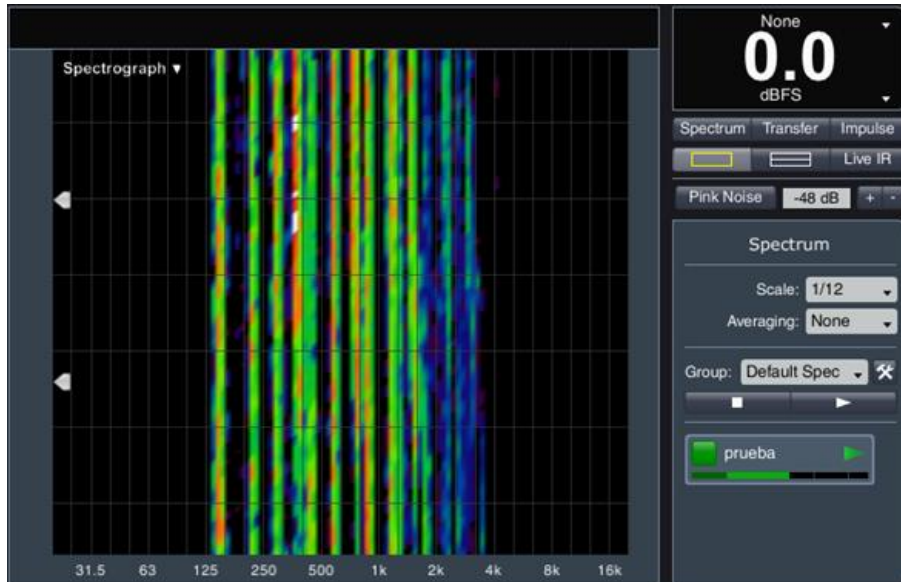 Spectrograph
31.5 63 125 250 500 1k 2k 4k 8k 16k
None
0.0
dBFS
Spectrum Transfer Impulse
Live IR
Pink Noise -48 dB + -
Spectrum
Scale: 1/12
Averaging: None
Group: Default Spec
prueba